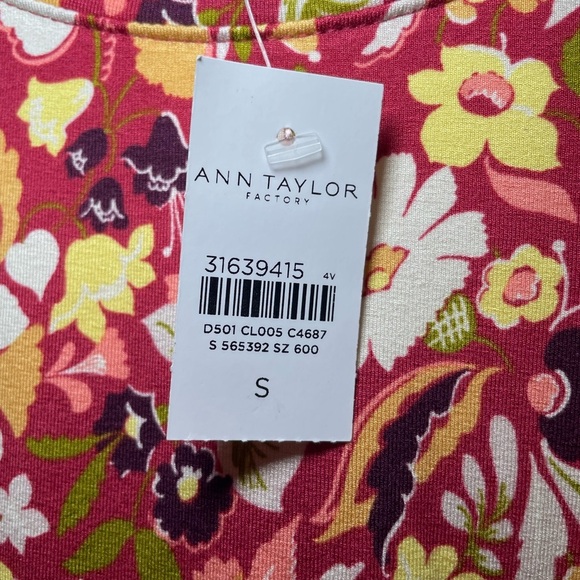 ANN TAYLOR
FACTORY
31639415 4V
D501 CL005 C4687
S 565392 SZ 600
S